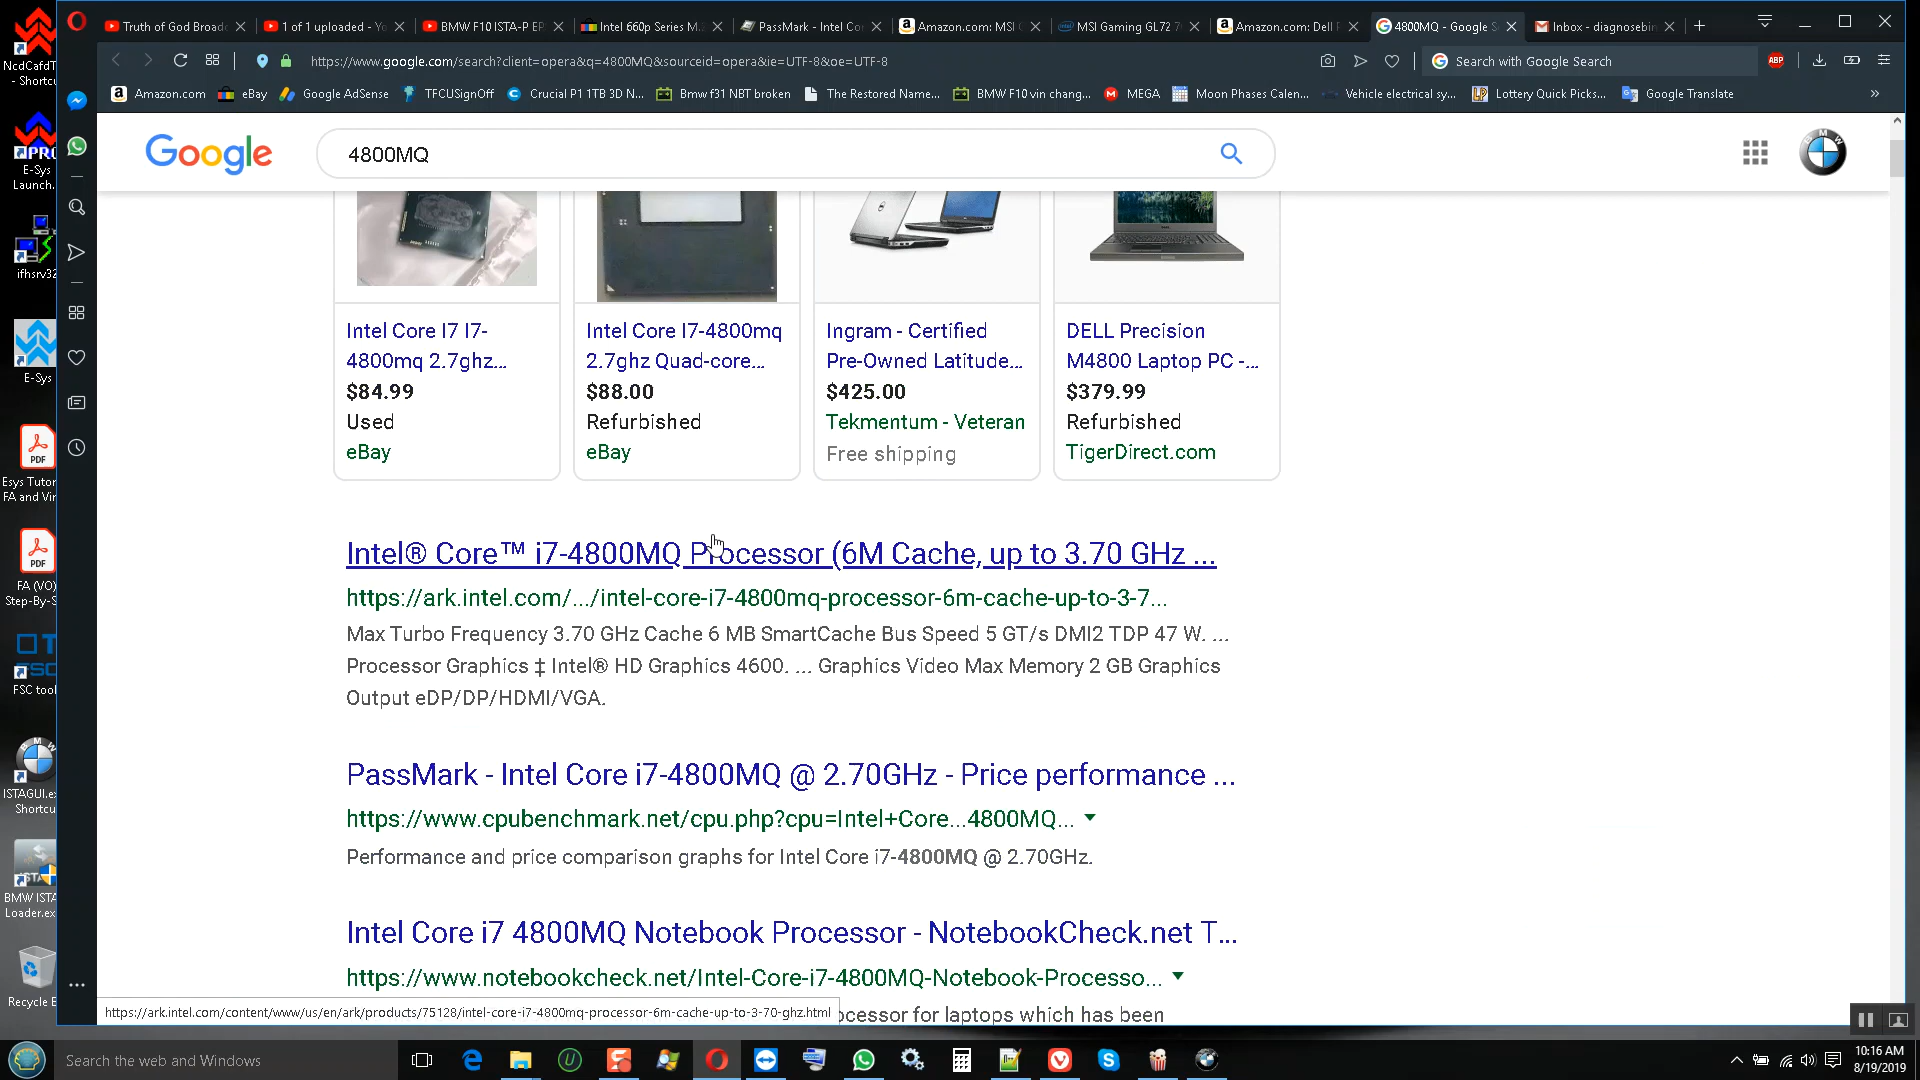 Truth of God Broad
1 of 1 uploaded - Yo
BMW F10 ISTA-P EF
Intel 660p Series M.
PassMark - Intel Co
Amazon.com: MSI
MSI Gaming GL72
Amazon.com: Dell
4800MQ - Google S
Inbox - diagnosebin
https://www.google.com/search?client=opera&q=4800MQ&sourceid=opera&ie=UTF-8&oe=UTF-8
Search with Google Search
ABP
Amazon.com
eBay
Google AdSense
TFCUSignOff
Crucial P1 1TB 3D N...
Bmw f31 NBT broken
The Restored Name...
BMW F10 vin chang...
MEGA
Moon Phases Calen...
Vehicle electrical sy...
Lottery Quick Picks...
Google Translate
Google
4800MQ
Intel Core I7 I7-
4800mq 2.7ghz...
$84.99
Used
eBay
Intel Core I7-4800mq
2.7ghz Quad-core...
$88.00
Refurbished
eBay
Ingram - Certified
Pre-Owned Latitude...
$425.00
Tekmentum - Veteran
Free shipping
DELL Precision
M4800 Laptop PC -...
$379.99
Refurbished
TigerDirect.com
Intel® Core™ i7-4800MQ Processor (6M Cache, up to 3.70 GHz ...
https://ark.intel.com/.../intel-core-i7-4800mq-processor-6m-cache-up-to-3-7...
Max Turbo Frequency 3.70 GHz Cache 6 MB SmartCache Bus Speed 5 GT/s DMI2 TDP 47 W. ...
Processor Graphics ‡ Intel® HD Graphics 4600. ... Graphics Video Max Memory 2 GB Graphics
Output eDP/DP/HDMI/VGA.
PassMark - Intel Core i7-4800MQ @ 2.70GHz - Price performance ...
https://www.cpubenchmark.net/cpu.php?cpu=Intel+Core...4800MQ...
Performance and price comparison graphs for Intel Core i7-4800MQ @ 2.70GHz.
Intel Core i7 4800MQ Notebook Processor - NotebookCheck.net T...
https://www.notebookcheck.net/Intel-Core-i7-4800MQ-Notebook-Processo...
ocessor for laptops which has been
https://ark.intel.com/content/www/us/en/ark/products/75128/intel-core-i7-4800mq-processor-6m-cache-up-to-3-70-ghz.html
NcdCafdT
- Shortcu
PRO
E-Sys
Launch...
ifhsrv32
E-Sys
PDF
Esys Tutor
FA and Vir
PDF
FA (VO)
Step-By-S
FSC tool
ISTAGUI.ex
Shortcu
BMW ISTA
Loader.ex
Recycle B
Search the web and Windows
10:16 AM
8/19/2019